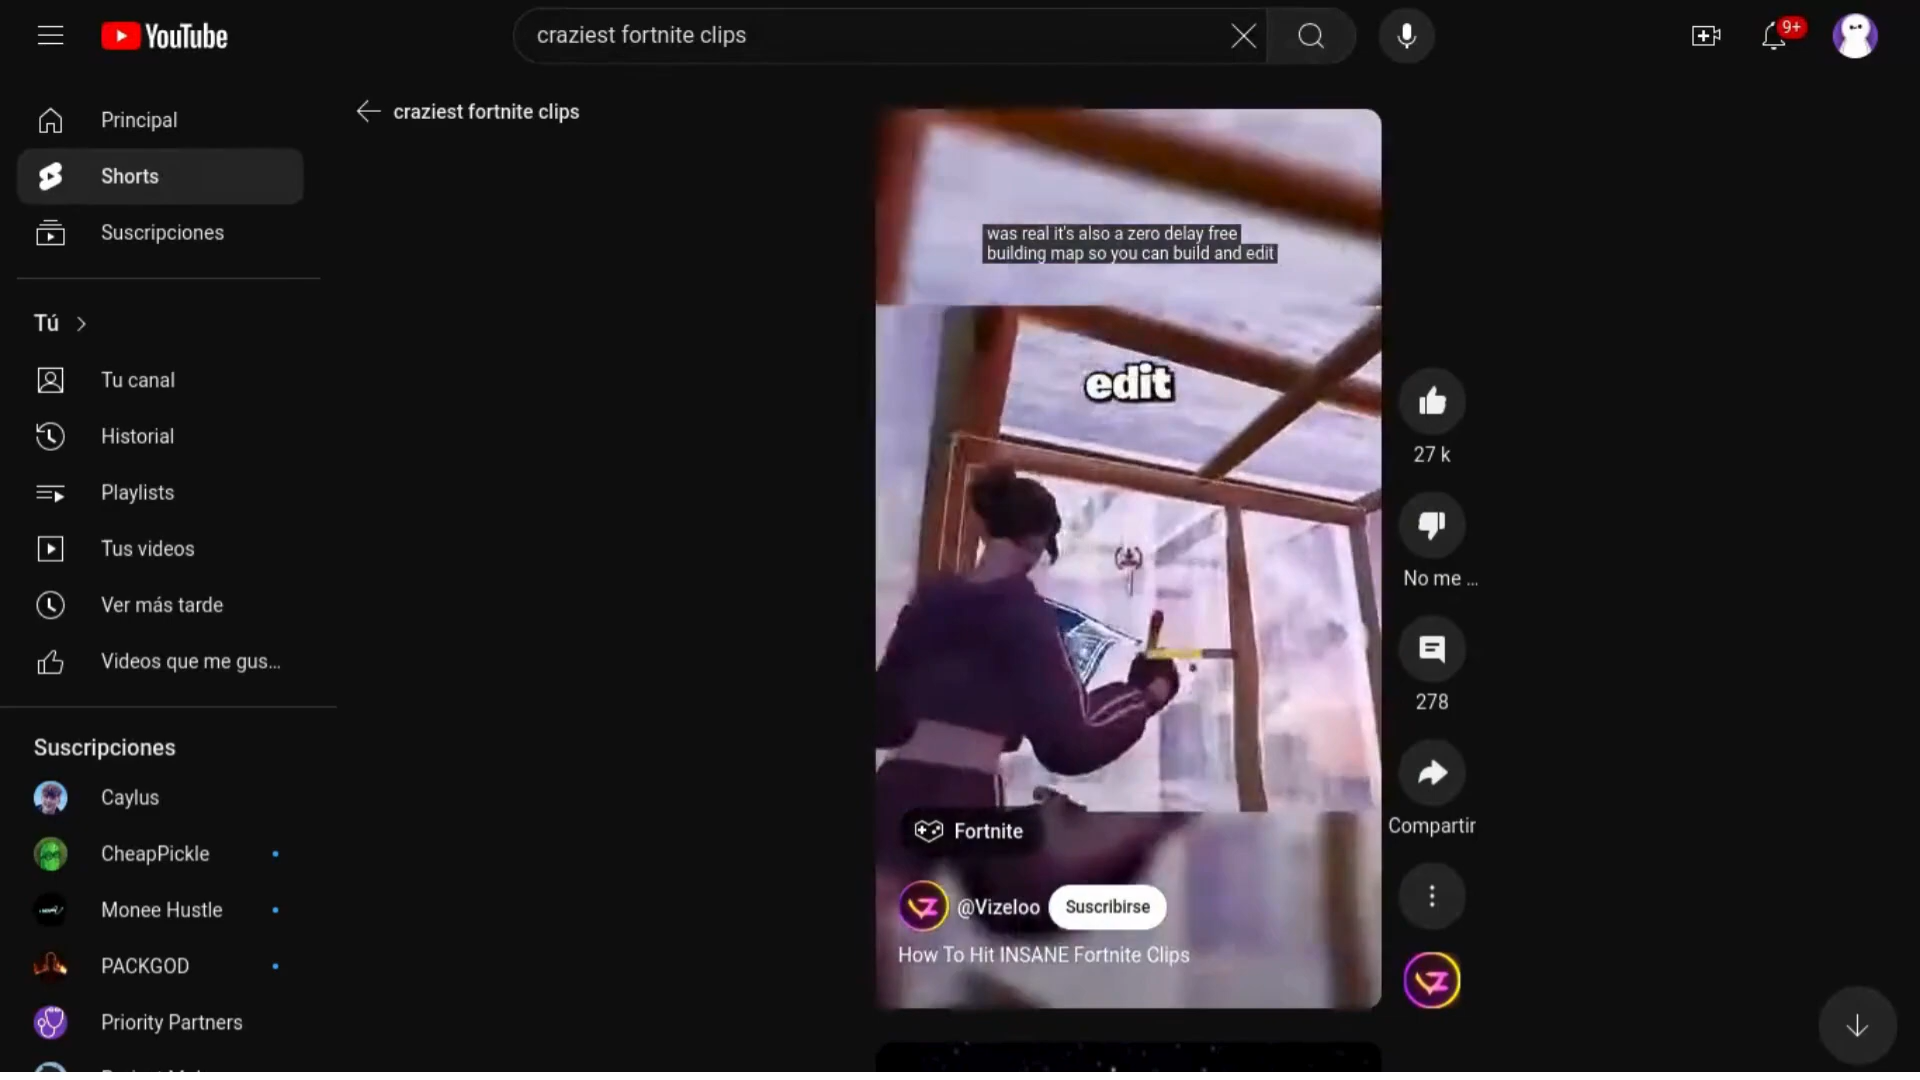 YouTube
craziest fortnite clips
9+
Principal
Shorts
Suscripciones
Tú
Tu canal
Historial
Playlists
Tus videos
Ver más tarde
Videos que me gus...
Suscripciones
Caylus
CheapPickle
Monee Hustle
PACKGOD
Priority Partners
craziest fortnite clips
was real it's also a zero delay free
building map so you can build and edit
edit
Fortnite
@Vizeloo Suscribirse
How To Hit INSANE Fortnite Clips
27 k
No me ...
278
Compartir